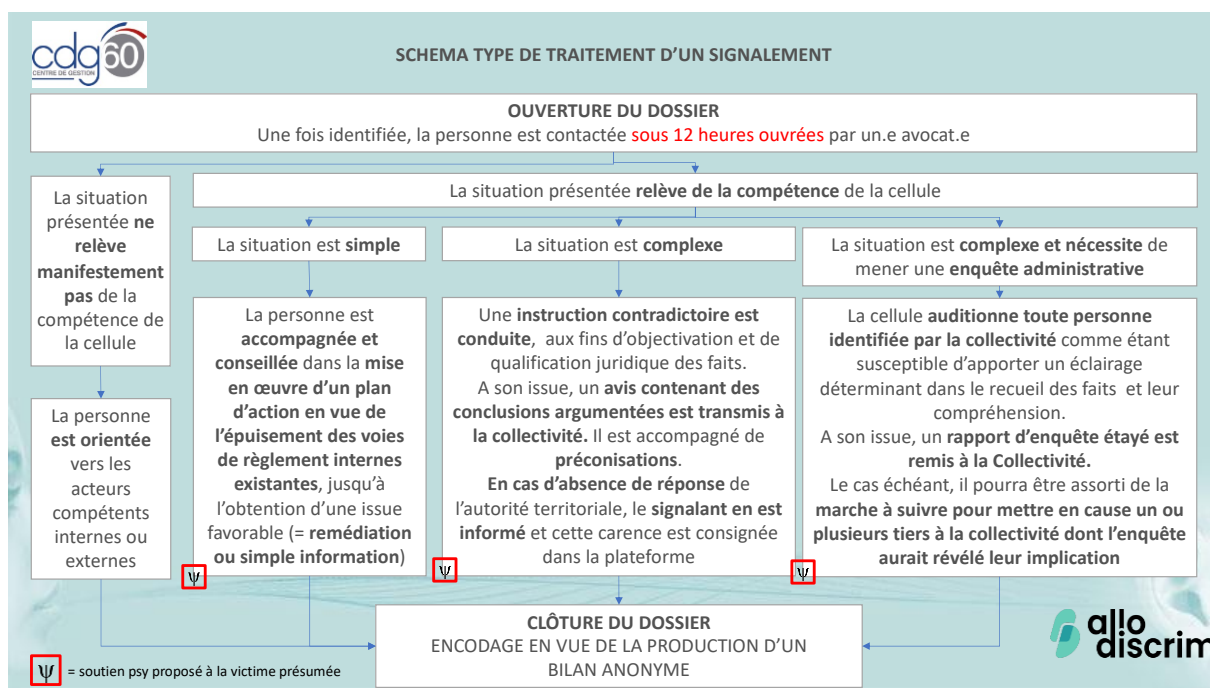 cdg60
CENTRE DE GESTION
SCHEMA TYPE DE TRAITEMENT D'UN SIGNALEMENT
OUVERTURE DU DOSSIER
Une fois identifiée, la personne est contactée sous 12 heures ouvrées par un.e avocat.e
La situation
présentée ne
relève
manifestement
pas de la
compétence de
la cellule
La situation présentée relève de la compétence de la cellule
La situation est simple
La situation est complexe
La situation est complexe et nécessite de
mener une enquête administrative
La personne
est orientée
vers les
acteurs
compétents
internes ou
externes
La personne est
accompagnée et
conseillée dans la mise
en œuvre d'un plan
d'action en vue de
l'épuisement des voies
de règlement internes
existantes, jusqu'à
l'obtention d'une issue
favorable (= remédiation
ou simple information)
ψ
Une instruction contradictoire est
conduite, aux fins d'objectivation et de
qualification juridique des faits.
A son issue, un avis contenant des
conclusions argumentées est transmis à
la collectivité. Il est accompagné de
préconisations.
En cas d'absence de réponse de
l'autorité territoriale, le signalant en est
informé et cette carence est consignée
dans la plateforme
ψ
La cellule auditionne toute personne
identifiée par la collectivité comme étant
susceptible d'apporter un éclairage
déterminant dans le recueil des faits et leur
compréhension.
A son issue, un rapport d'enquête étayé est
remis à la Collectivité.
Le cas échéant, il pourra être assorti de la
marche à suivre pour mettre en cause un ou
plusieurs tiers à la collectivité dont l'enquête
aurait révélé leur implication
ψ
CLÔTURE DU DOSSIER
ENCODAGE EN VUE DE LA PRODUCTION D'UN
BILAN ANONYME
ψ = soutien psy proposé à la victime présumée
allo
discrim